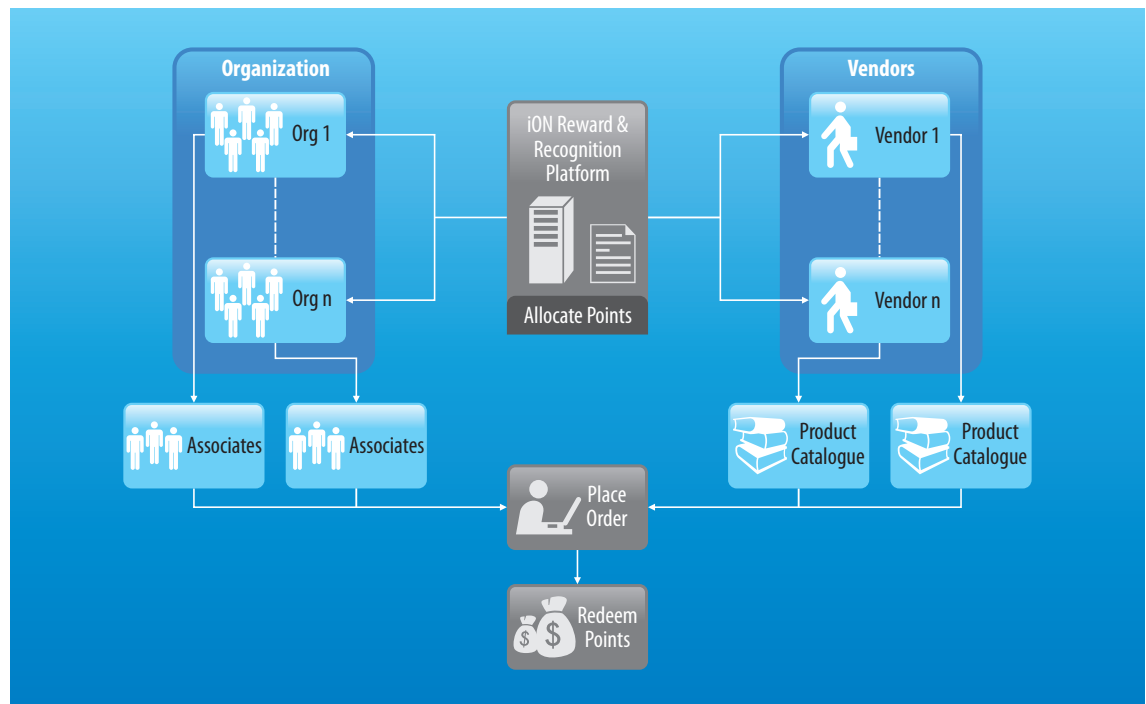 Organization
Org 1
Org n
Associates
Associates
iON Reward &
Recognition
Platform
Allocate Points
Vendors
Vendor 1
Vendor n
Product
Catalogue
Product
Catalogue
Place
Order
Redeem
Points
$
$